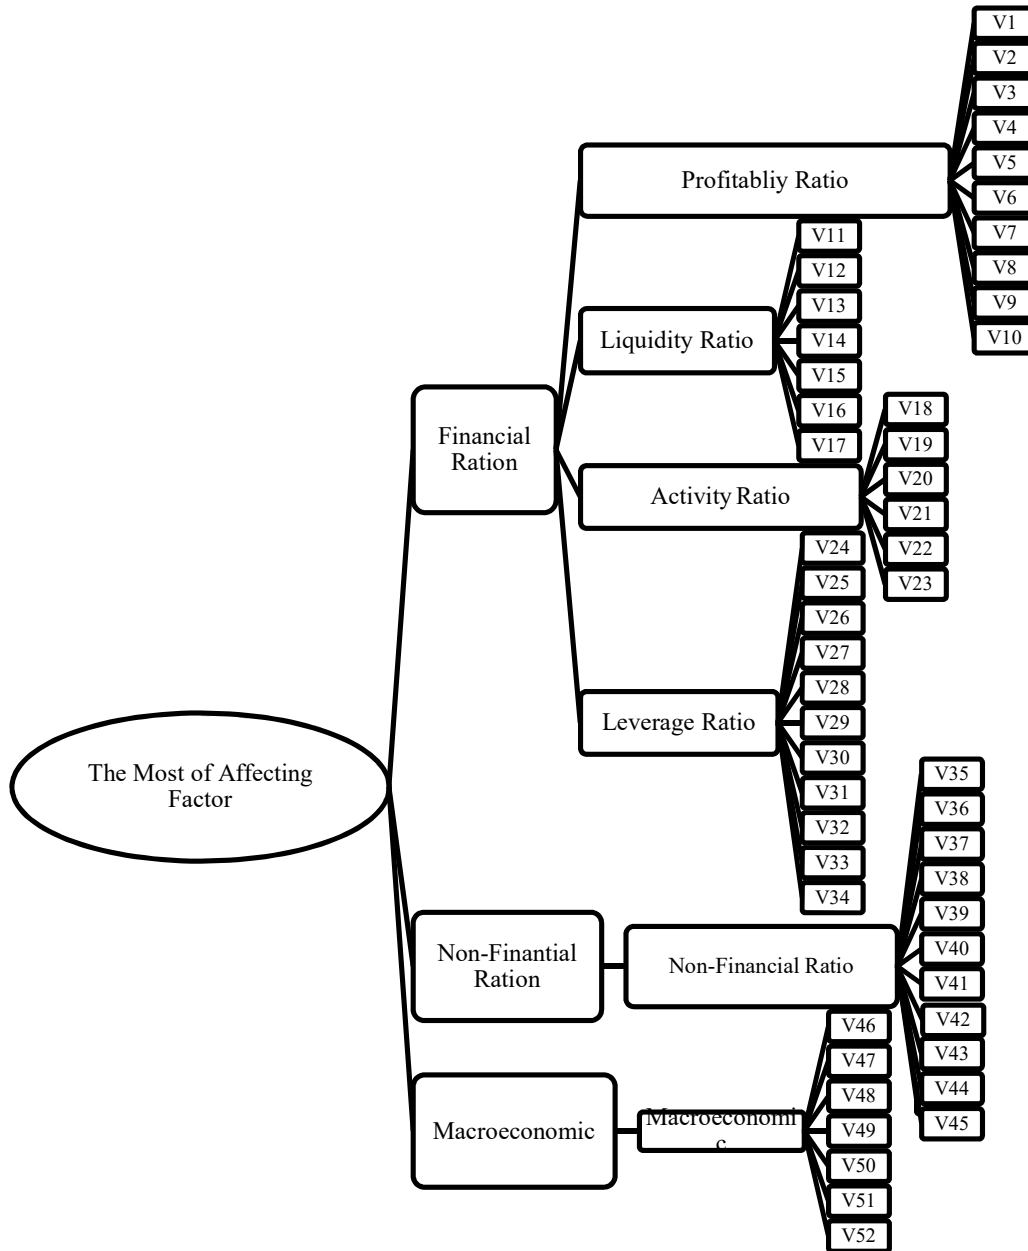 The Most of Affecting
Factor
Financial
Ration
Profitabliy Ratio
V1
V2
V3
V4
V5
V6
V7
V8
V9
V10
Liquidity Ratio
V11
V12
V13
V14
V15
V16
V17
Activity Ratio
V18
V19
V20
V21
V22
V23
Leverage Ratio
V24
V25
V26
V27
V28
V29
V30
V31
V32
V33
V34
Non-Finantial
Ration
Non-Financial Ratio
V35
V36
V37
V38
V39
V40
V41
V42
V43
V44
V45
Macroeconomic
Macroeconomi
c
V46
V47
V48
V49
V50
V51
V52